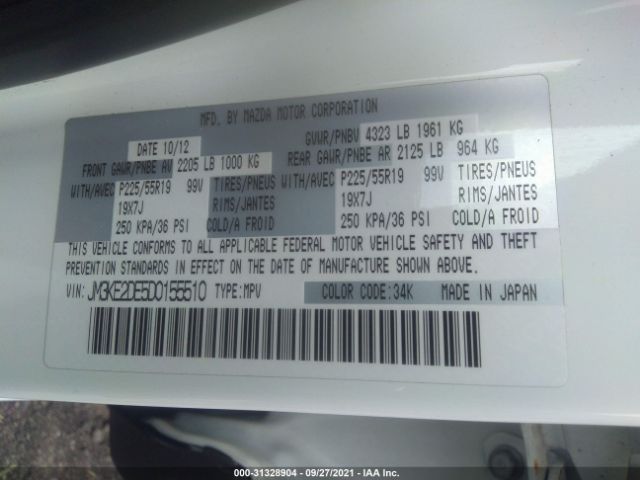 MFD. BY MAZDA MOTOR CORPORATION
DATE 10/12 GVWR/PNBV 4323 LB 1961 KG
FRONT GAWR/PNBE AV 2205 LB 1000 KG REAR GAWR/PNBE AR 2125 LB 964 KG
WITH/AVEC P225/55R19 99V TIRES/PNEUS WITH/AVEC P225/55R19 99V TIRES/PNEUS
19X7J RIMS/JANTES 19X7J RIMS/JANTES
250 KPA/36 PSI COLD/A FROID 250 KPA/36 PSI COLD/A FROID
THIS VEHICLE CONFORMS TO ALL APPLICABLE FEDERAL MOTOR VEHICLE SAFETY AND THEFT
PREVENTION STANDARDS IN EFFECT ON THE DATE OF MANUFACTURE SHOWN ABOVE.
VIN: JM3KE2DE5D0155510 TYPE: MPV COLOR CODE: 34K MADE IN JAPAN
000-31328904 - 09/27/2021 - IAA Inc.